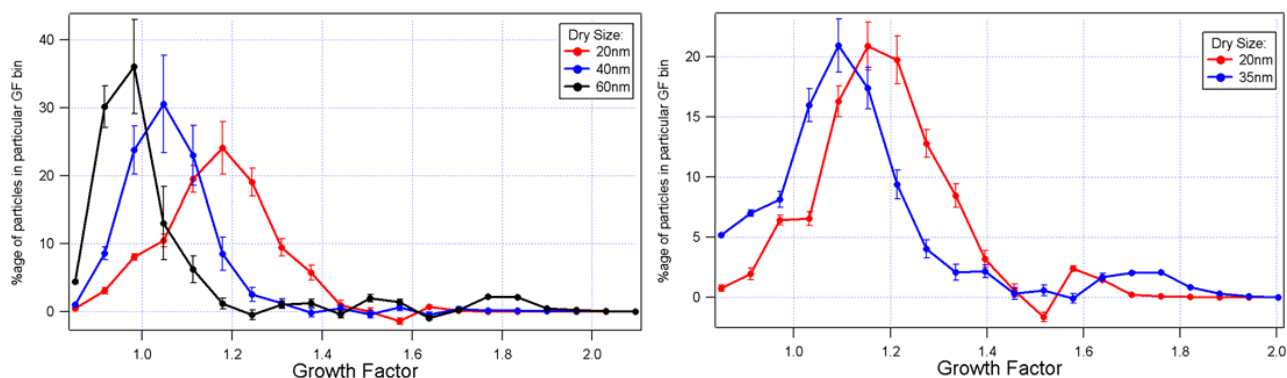 %age of particles in particular GF bin
40
30
20
10
0
Dry Size:
20nm
40nm
60nm
1.0
1.2
1.4
1.6
1.8
2.0
Growth Factor
%age of particles in particular GF bin
20
15
10
5
0
Dry Size:
20nm
35nm
1.0
1.2
1.4
1.6
1.8
2.0
Growth Factor